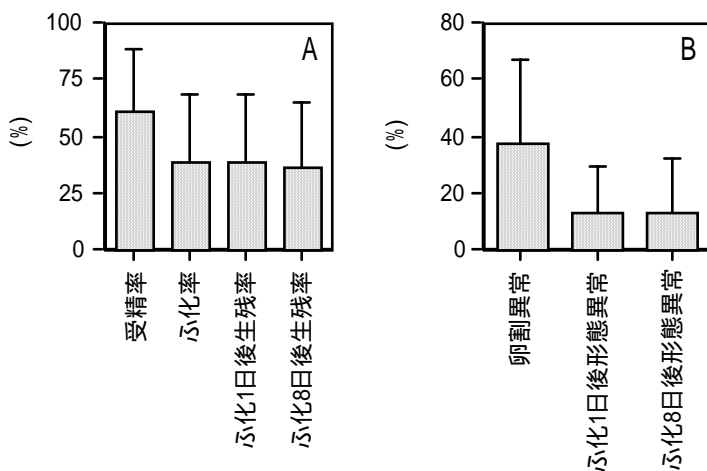 A
100
75
50
25
0
(%)
受精率
ふ化率
ふ化1日後生残率
ふ化8日後生残率
B
80
60
40
20
0
(%)
卵割異常
ふ化1日後形態異常
ふ化8日後形態異常